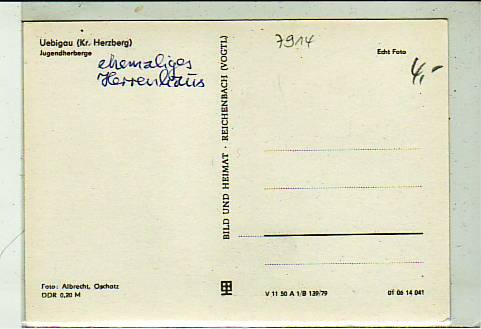 Uebigau (Kr. Herzberg)
Jugendherberge
ehemaliges
Herrenhaus
7914
Echt Foto
4,-
BILD UND HEIMAT · REICHENBACH (VOGTL)
Foto: Albrecht, Oschatz
DDR 0,20 M
V 11 50 A 1/B 139/79
01 06 14 041